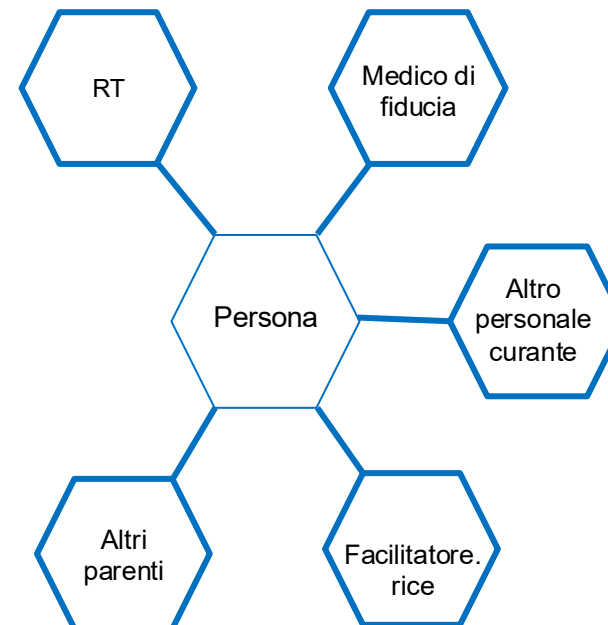 RT
Medico di
fiducia
Persona
Altro
personale
curante
Altri
parenti
Facilitatore.
rice